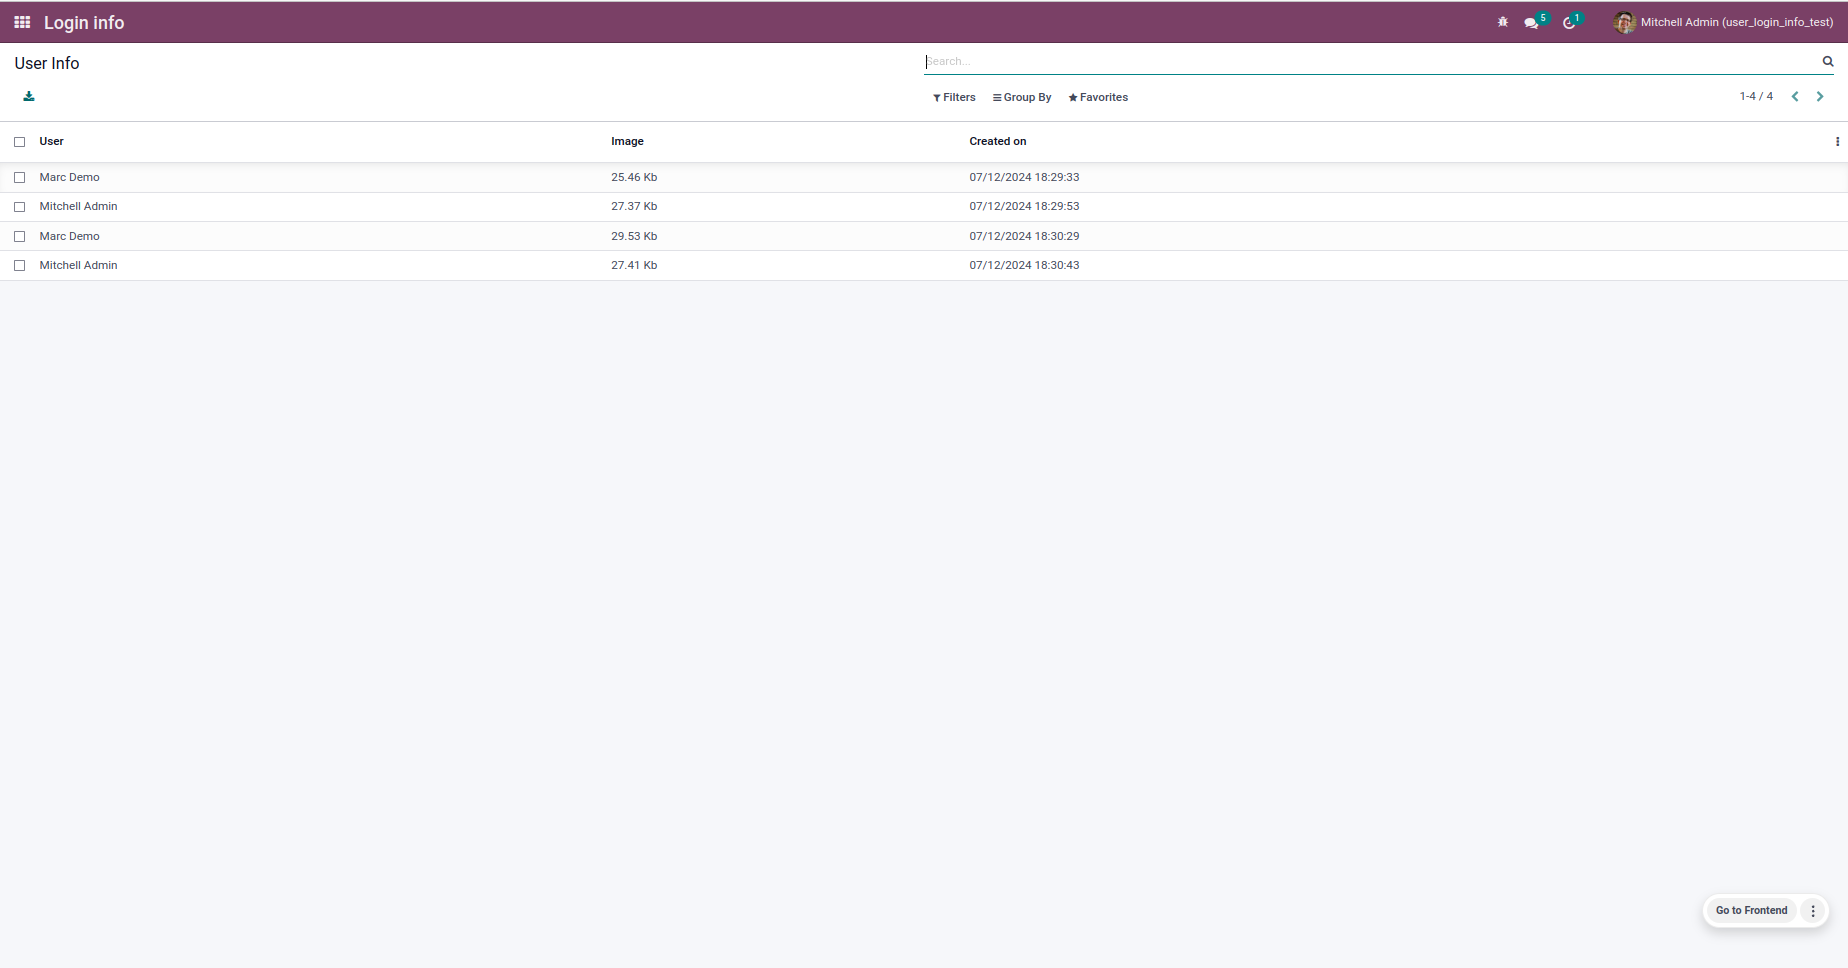 Login info 5 1 Mitchell Admin (user_login_info_test)
User Info Search...
Filters Group By Favorites 1-4 / 4
User Image Created on
Marc Demo 25.46 Kb 07/12/2024 18:29:33
Mitchell Admin 27.37 Kb 07/12/2024 18:29:53
Marc Demo 29.53 Kb 07/12/2024 18:30:29
Mitchell Admin 27.41 Kb 07/12/2024 18:30:43
Go to Frontend